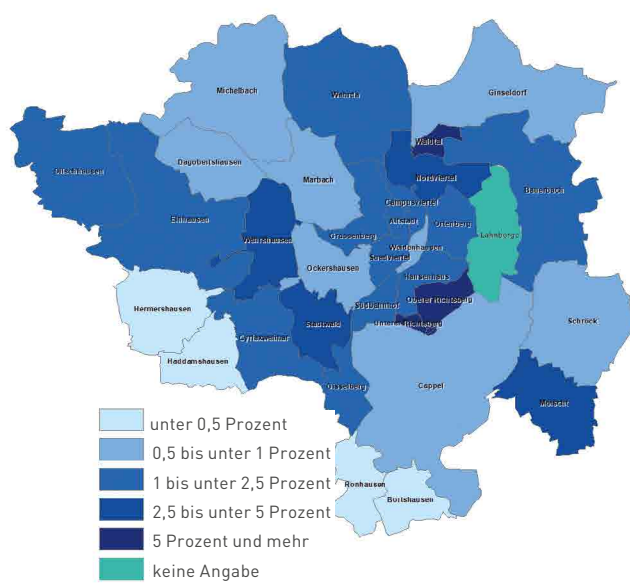 Wehrda
Michelbach
Ginseldorf
Waldtal
Dagobertshausen
Elnhausen
Marbach
Nordviertel
Bauerbach
Campusviertel
Altstadt
Ortenberg
Lahnberge
Grassenberg
Wehrshausen
Weidenhausen
Südviertel
Ockershausen
Hansenhaus
Hermershausen
Südbahnhof
Oberer Richtsberg
Unterer Richtsberg
Schröck
Stadtwald
Cyriaxweimar
Haddamshausen
Gisselberg
Cappel
Moischt
unter 0,5 Prozent
0,5 bis unter 1 Prozent
1 bis unter 2,5 Prozent
Ronhausen
Bortshausen
2,5 bis unter 5 Prozent
5 Prozent und mehr
keine Angabe